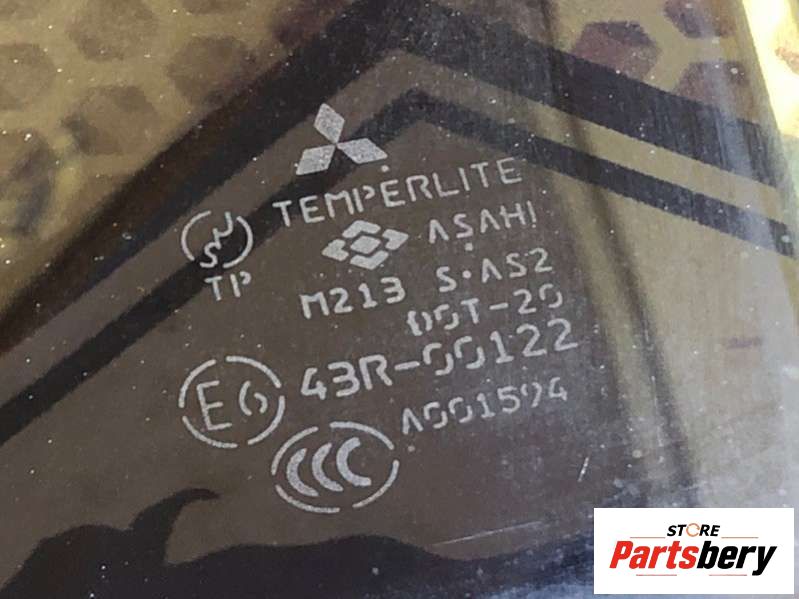 TEMPERLITE
TP
ASAHI
M213 S·AS2
DOT-20
E6 43R-00122
A001594
CCC
STORE
Partsbery